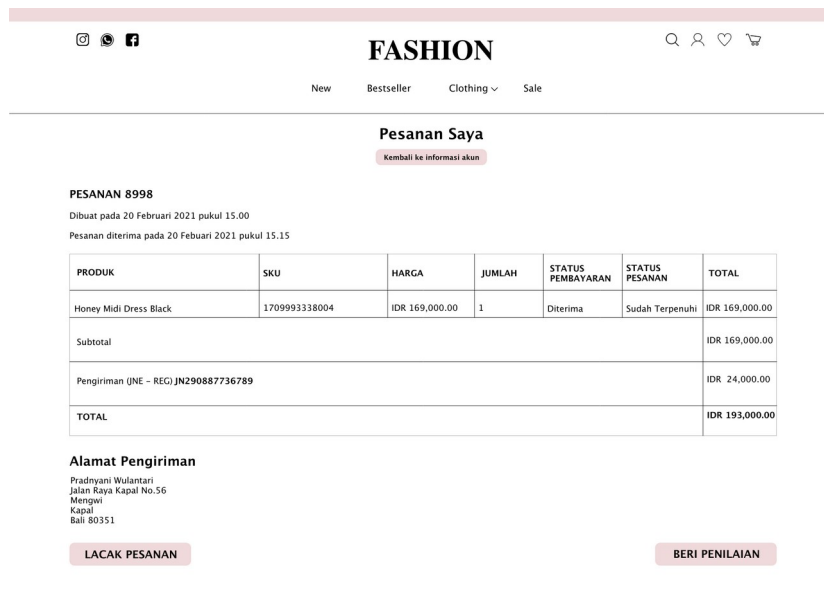 FASHION
New Bestseller Clothing Sale
Pesanan Saya
Kembali ke informasi akun
PESANAN 8998
Dibuat pada 20 Februari 2021 pukul 15.00
Pesanan diterima pada 20 Febuari 2021 pukul 15.15
PRODUK SKU HARGA JUMLAH STATUS PEMBAYARAN STATUS PESANAN TOTAL
Honey Midi Dress Black 1709993338004 IDR 169,000.00 1 Diterima Sudah Terpenuhi IDR 169,000.00
Subtotal IDR 169,000.00
Pengiriman (JNE – REG) JN290887736789 IDR 24,000.00
TOTAL IDR 193,000.00
Alamat Pengiriman
Pradnyani Wulantari
Jalan Raya Kapal No.56
Mengwi
Kapal
Bali 80351
LACAK PESANAN BERI PENILAIAN